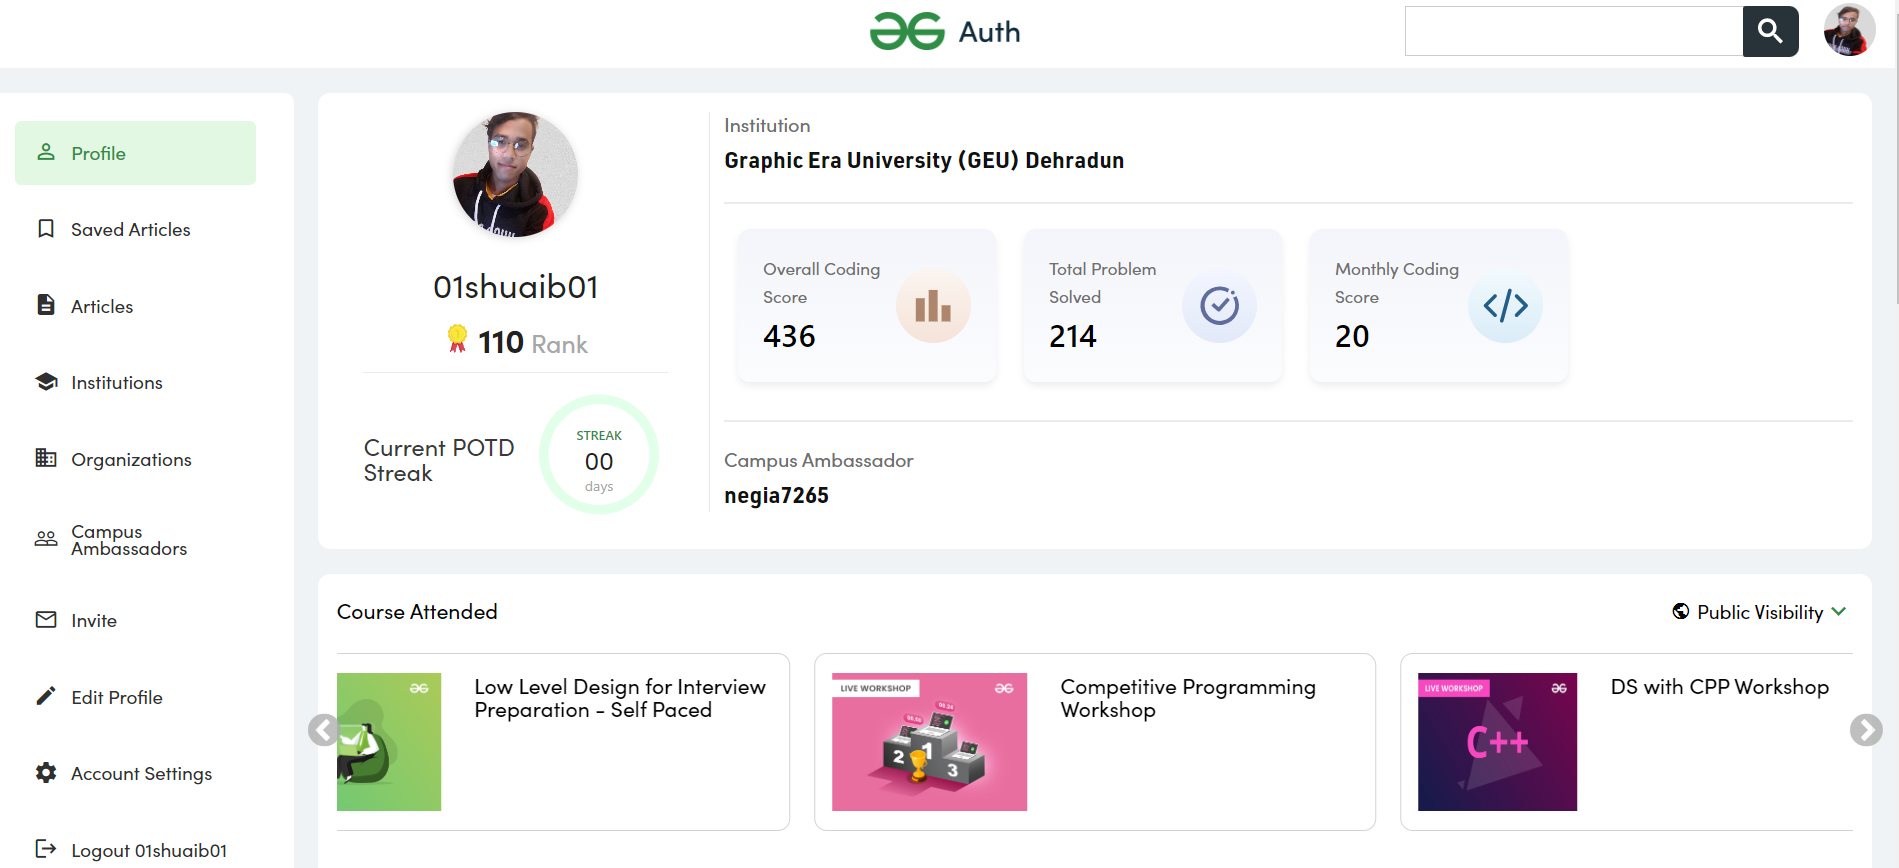 Auth
Profile
Saved Articles
Articles
Institutions
Organizations
Campus
Ambassadors
Invite
Edit Profile
Account Settings
Logout 01shuaib01
01shuaib01
110 Rank
Current POTD
Streak
STREAK
00
days
Institution
Graphic Era University (GEU) Dehradun
Overall Coding
Score
436
Total Problem
Solved
214
Monthly Coding
Score
20
Campus Ambassador
negia7265
Course Attended
Public Visibility
Low Level Design for Interview
Preparation - Self Paced
LIVE WORKSHOP
1
2
3
Competitive Programming
Workshop
LIVE WORKSHOP
C++
DS with CPP Workshop